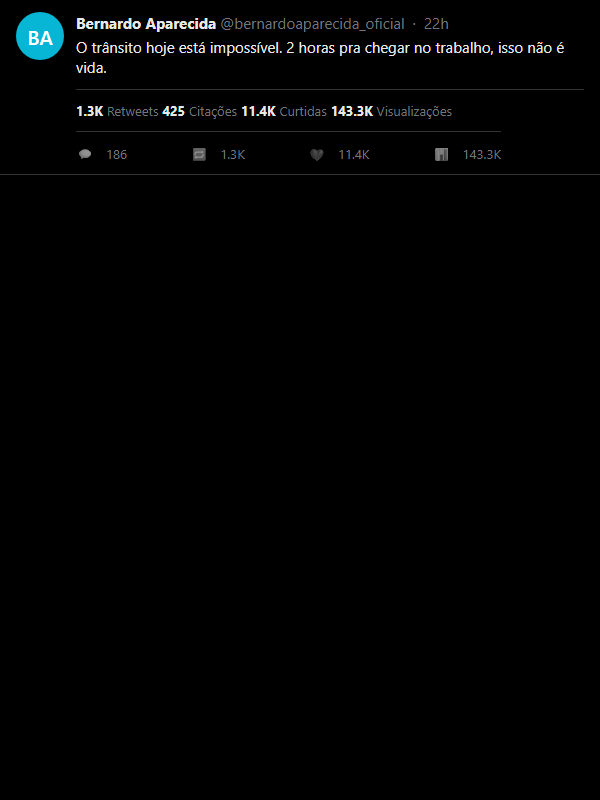 BA
Bernardo Aparecida @bernardoaparecida_oficial · 22h
O trânsito hoje está impossível. 2 horas pra chegar no trabalho, isso não é
vida.
1.3K Retweets 425 Citações 11.4K Curtidas 143.3K Visualizações
186 1.3K 11.4K 143.3K